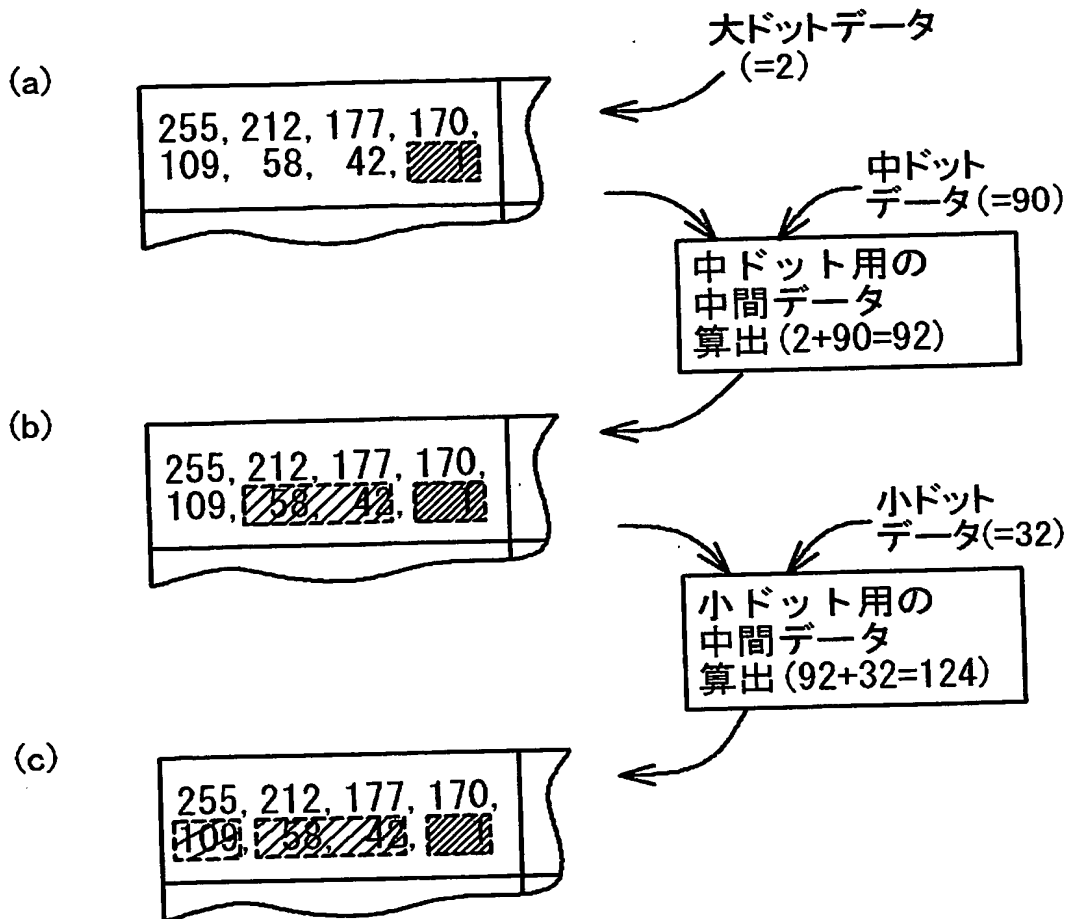 大ドットデータ
(=2)
(a)
255, 212, 177, 170,
109, 58, 42, 1
中ドット
データ(=90)
中ドット用の
中間データ
算出(2+90=92)
(b)
255, 212, 177, 170,
109, 58, 42, 1
小ドット
データ(=32)
小ドット用の
中間データ
算出(92+32=124)
(c)
255, 212, 177, 170,
109, 58, 42, 1